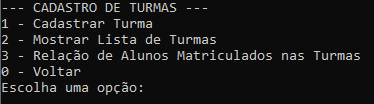 --- CADASTRO DE TURMAS ---
1 - Cadastrar Turma
2 - Mostrar Lista de Turmas
3 - Relação de Alunos Matriculados nas Turmas
0 - Voltar
Escolha uma opção: